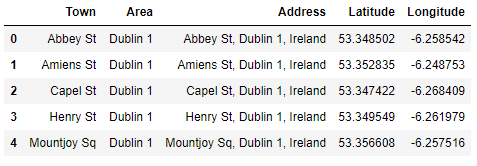 Town Area Address Latitude Longitude
0 Abbey St Dublin 1 Abbey St, Dublin 1, Ireland 53.348502 -6.258542
1 Amiens St Dublin 1 Amiens St, Dublin 1, Ireland 53.352835 -6.248753
2 Capel St Dublin 1 Capel St, Dublin 1, Ireland 53.347422 -6.268409
3 Henry St Dublin 1 Henry St, Dublin 1, Ireland 53.349549 -6.261979
4 Mountjoy Sq Dublin 1 Mountjoy Sq, Dublin 1, Ireland 53.356608 -6.257516